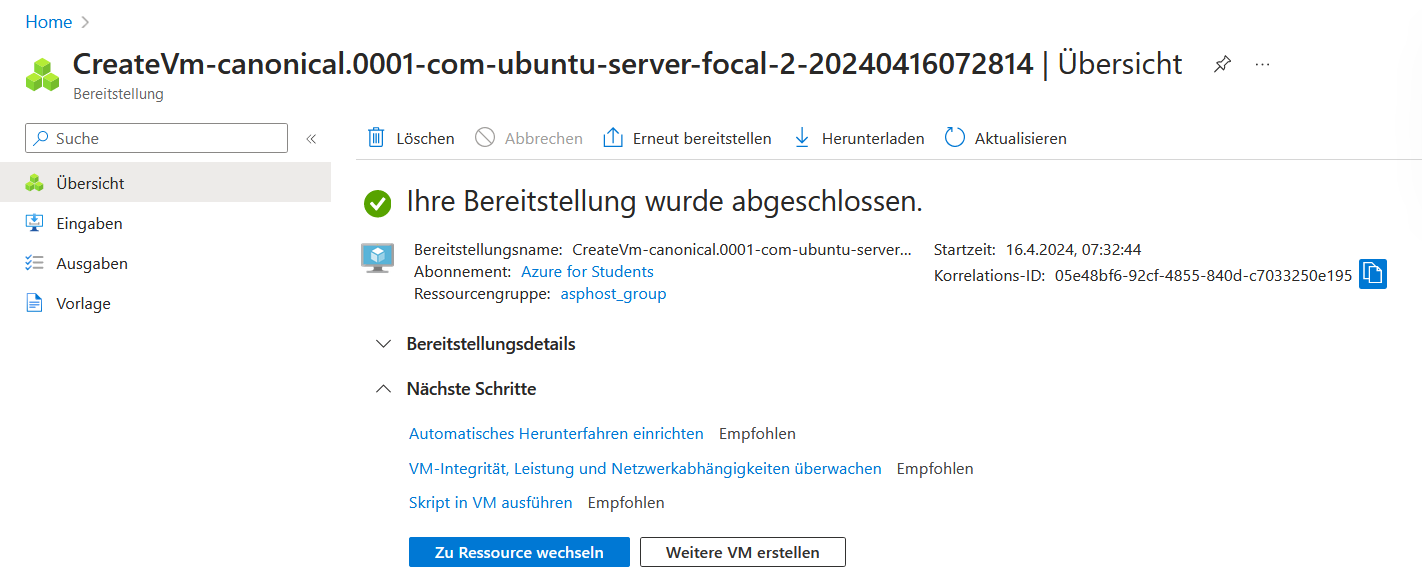 Home
CreateVm-canonical.0001-com-ubuntu-server-focal-2-20240416072814 | Übersicht
Bereitstellung
Suche
Löschen Abbrechen Erneut bereitstellen Herunterladen Aktualisieren
Übersicht
Eingaben
Ausgaben
Vorlage
Ihre Bereitstellung wurde abgeschlossen.
Bereitstellungsname: CreateVm-canonical.0001-com-ubuntu-server...
Abonnement: Azure for Students
Ressourcengruppe: asphost_group
Startzeit: 16.4.2024, 07:32:44
Korrelations-ID: 05e48bf6-92cf-4855-840d-c7033250e195
Bereitstellungsdetails
Nächste Schritte
Automatisches Herunterfahren einrichten Empfohlen
VM-Integrität, Leistung und Netzwerkabhängigkeiten überwachen Empfohlen
Skript in VM ausführen Empfohlen
Zu Ressource wechseln Weitere VM erstellen